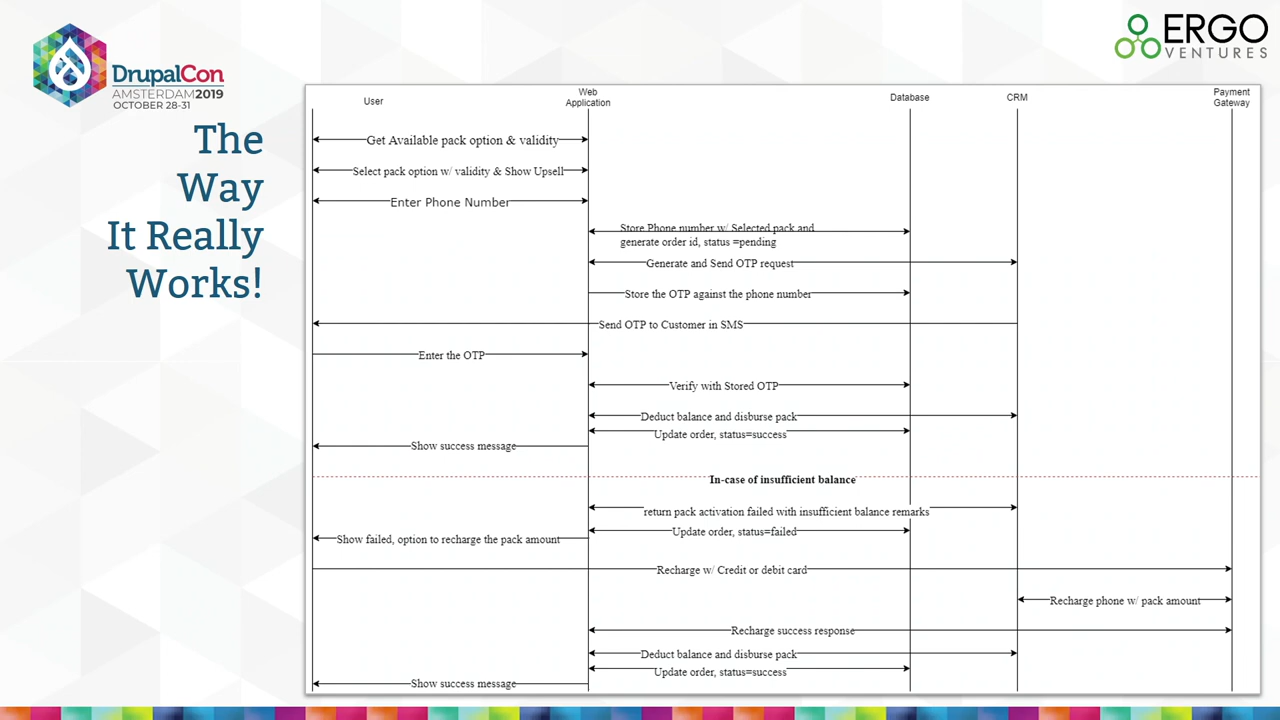 DrupalCon
AMSTERDAM2019
OCTOBER 28-31
ERGO
VENTURES
The
Way
It Really
Works!
User
Web
Application
Database
CRM
Payment
Gateway
Get Available pack option & validity
Select pack option w/ validity & Show Upsell
Enter Phone Number
Store Phone number w/ Selected pack and
generate order id, status =pending
Generate and Send OTP request
Store the OTP against the phone number
Send OTP to Customer in SMS
Enter the OTP
Verify with Stored OTP
Deduct balance and disburse pack
Update order, status=success
Show success message
In-case of insufficient balance
return pack activation failed with insufficient balance remarks
Update order, status=failed
Show failed, option to recharge the pack amount
Recharge w/ Credit or debit card
Recharge phone w/ pack amount
Recharge success response
Deduct balance and disburse pack
Update order, status=success
Show success message